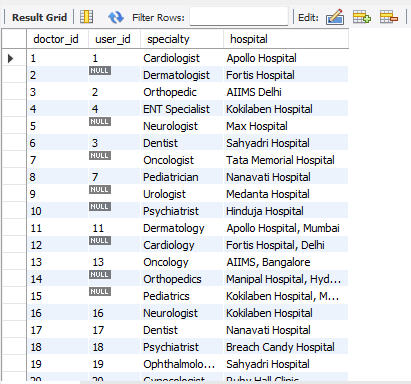 Result Grid Filter Rows: Edit:
doctor_id user_id specialty hospital
1 1 Cardiologist Apollo Hospital
2 NULL Dermatologist Fortis Hospital
3 2 Orthopedic AIIMS Delhi
4 4 ENT Specialist Kokilaben Hospital
5 NULL Neurologist Max Hospital
6 3 Dentist Sahyadri Hospital
7 NULL Oncologist Tata Memorial Hospital
8 7 Pediatrician Nanavati Hospital
9 NULL Urologist Medanta Hospital
10 NULL Psychiatrist Hinduja Hospital
11 11 Dermatology Apollo Hospital, Mumbai
12 NULL Cardiology Fortis Hospital, Delhi
13 13 Oncology AIIMS, Bangalore
14 NULL Orthopedics Manipal Hospital, Hyd...
15 NULL Pediatrics Kokilaben Hospital, M...
16 16 Neurologist Kokilaben Hospital
17 17 Dentist Nanavati Hospital
18 18 Psychiatrist Breach Candy Hospital
19 19 Ophthalmolo... Sahyadri Hospital
20 20 Gynecologist Ruby Hall Clinic